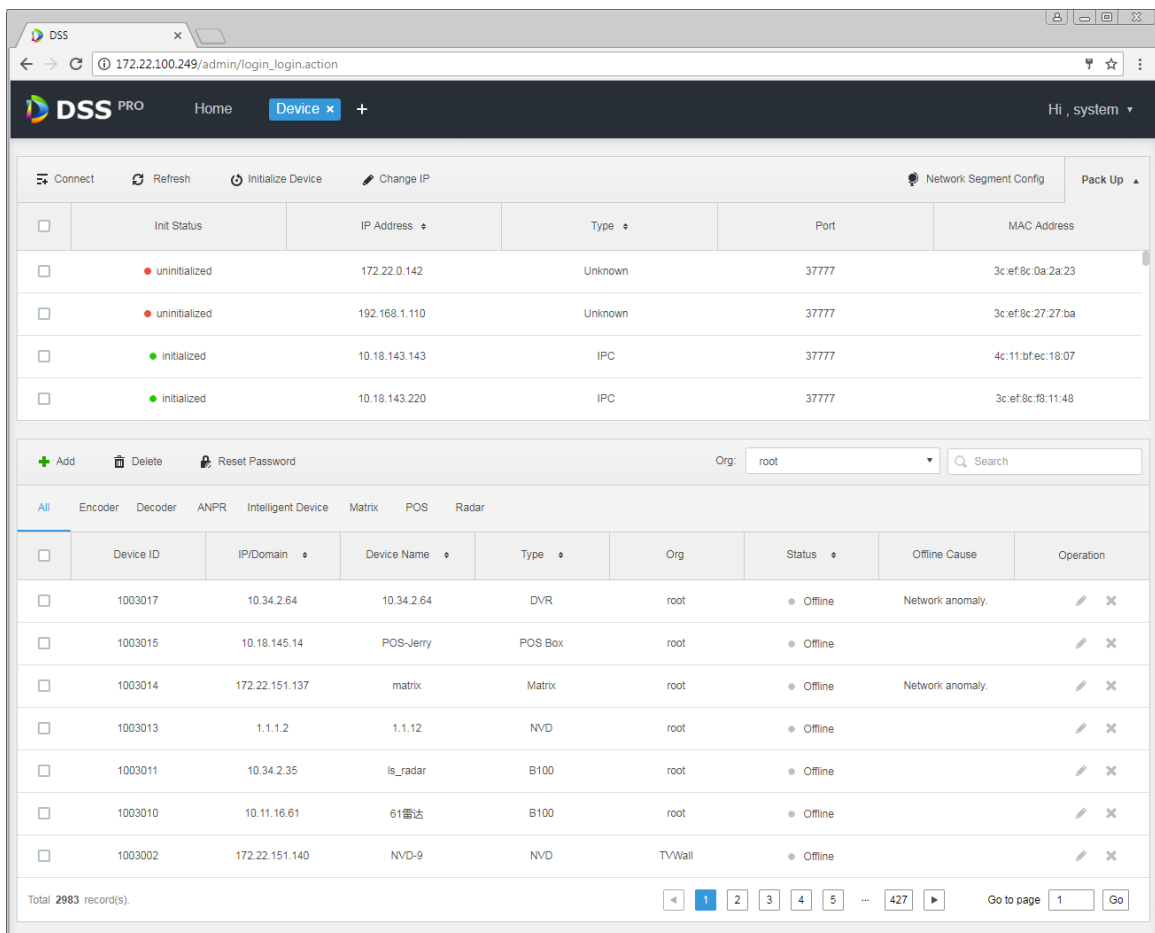 DSS
172.22.100.249/admin/login_login.action
DSS PRO Home Device × + Hi , system
Connect Refresh Initialize Device Change IP Network Segment Config Pack Up
Init Status IP Address Type Port MAC Address
uninitialized 172.22.0.142 Unknown 37777 3c:ef:8c:0a:2a:23
uninitialized 192.168.1.110 Unknown 37777 3c:ef:8c:27:27:ba
initialized 10.18.143.143 IPC 37777 4c:11:bf:ec:18:07
initialized 10.18.143.220 IPC 37777 3c:ef:8c:f8:11:48
Add Delete Reset Password Org: root Search
All Encoder Decoder ANPR Intelligent Device Matrix POS Radar
Device ID IP/Domain Device Name Type Org Status Offline Cause Operation
1003017 10.34.2.64 10.34.2.64 DVR root Offline Network anomaly.
1003015 10.18.145.14 POS-Jerry POS Box root Offline
1003014 172.22.151.137 matrix Matrix root Offline Network anomaly.
1003013 1.1.1.2 1.1.12 NVD root Offline
1003011 10.34.2.35 ls_radar B100 root Offline
1003010 10.11.16.61 61雷达 B100 root Offline
1003002 172.22.151.140 NVD-9 NVD TVWall Offline
Total 2983 record(s). 1 2 3 4 5 ... 427 Go to page 1 Go